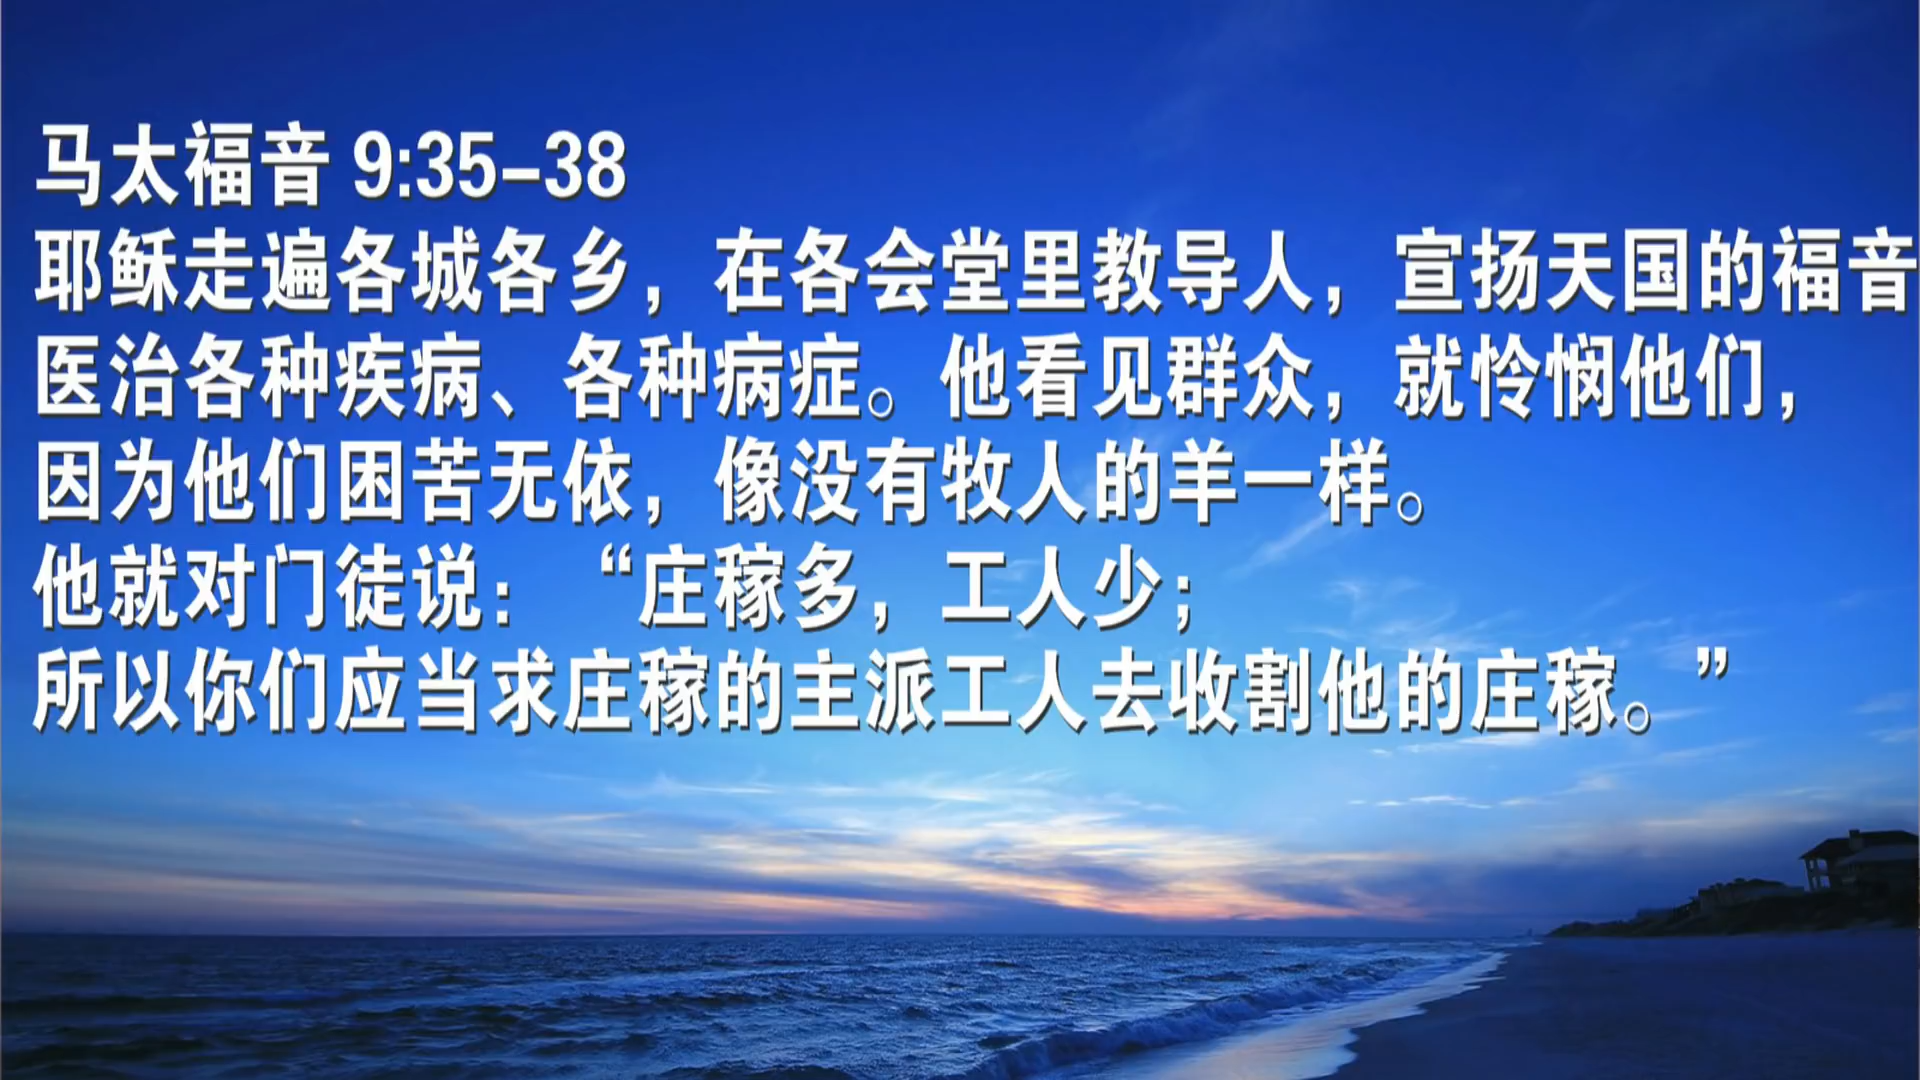 马太福音 9:35-38
耶稣走遍各城各乡，在各会堂里教导人，宣扬天国的福音
医治各种疾病、各种病症。他看见群众，就怜悯他们，
因为他们困苦无依，像没有牧人的羊一样。
他就对门徒说：“庄稼多，工人少；
所以你们应当求庄稼的主派工人去收割他的庄稼。”